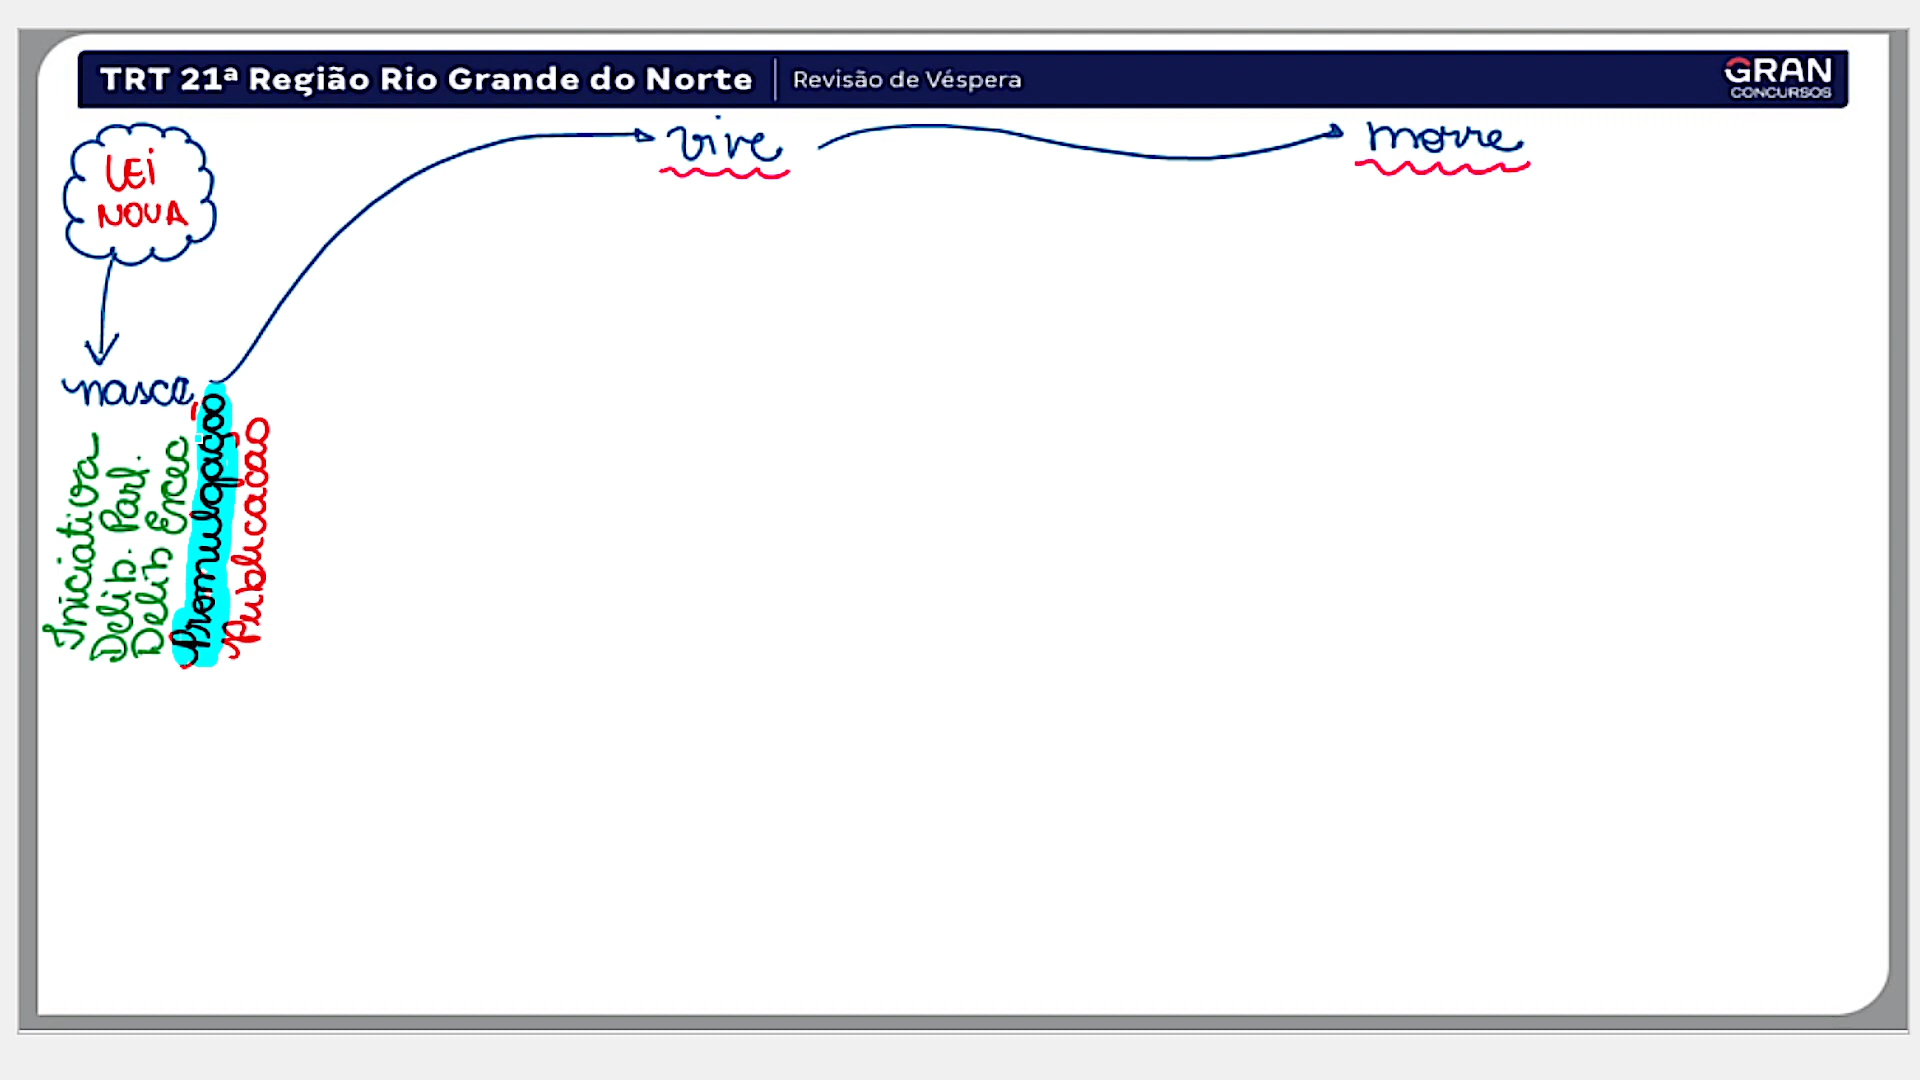 TRT 21ª Região Rio Grande do Norte
Revisão de Véspera
GRAN
CONCURSOS
LEi
NOVA
vive
morre
nasce
Iniciativa
Delib. Parl.
Delib Exec
Promulgação
Publicação